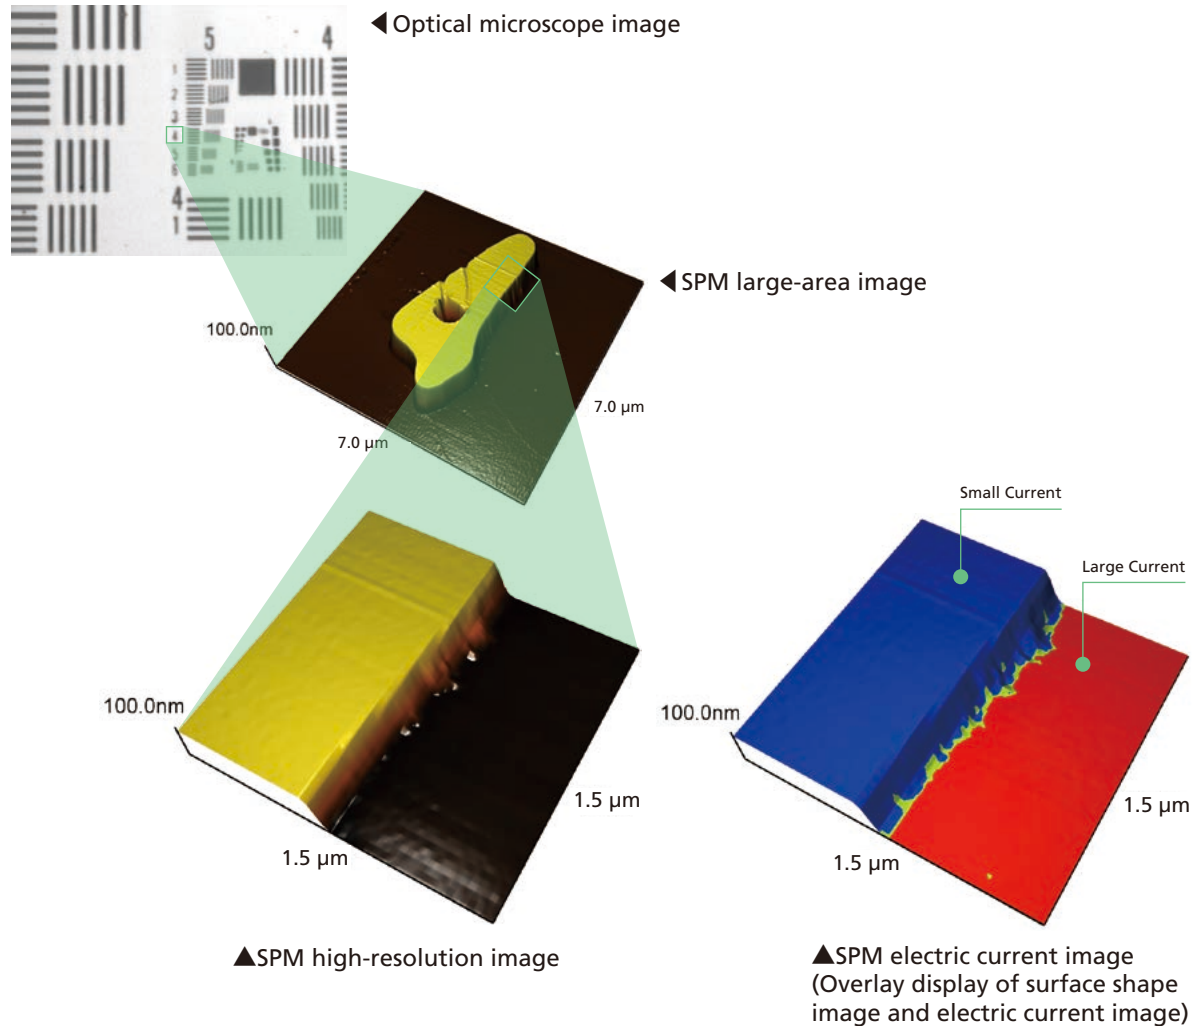 ◀Optical microscope image
5
4
1
2
3
4
5
6
4
1
◀SPM large-area image
100.0nm
7.0 µm
7.0 µm
Small Current
Large Current
100.0nm
1.5 µm
1.5 µm
100.0nm
1.5 µm
1.5 µm
▲SPM high-resolution image
▲SPM electric current image
(Overlay display of surface shape
image and electric current image)